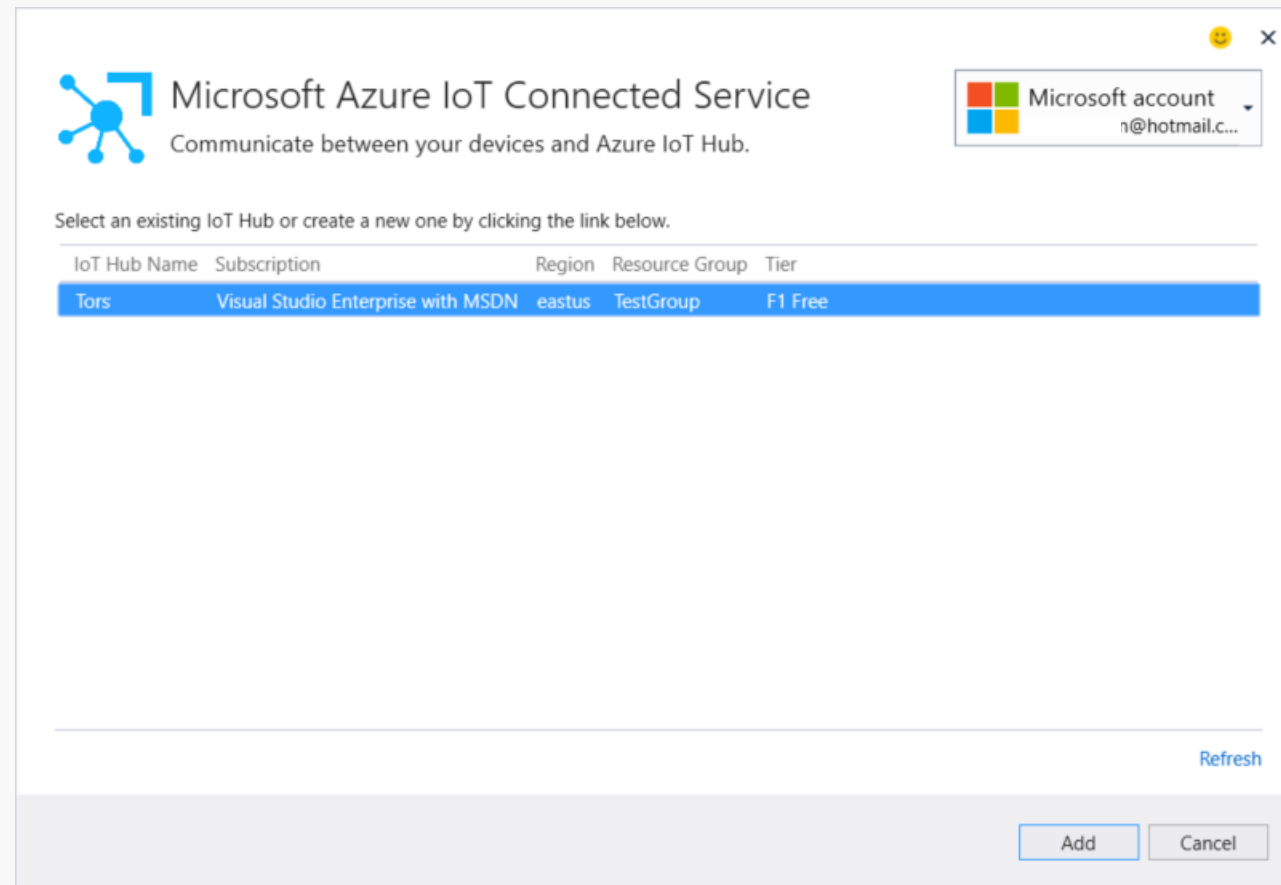 Microsoft Azure IoT Connected Service
Communicate between your devices and Azure IoT Hub.
Microsoft account
n@hotmail.c...
Select an existing IoT Hub or create a new one by clicking the link below.
IoT Hub Name Subscription Region Resource Group Tier
Tors Visual Studio Enterprise with MSDN eastus TestGroup F1 Free
Refresh
Add Cancel